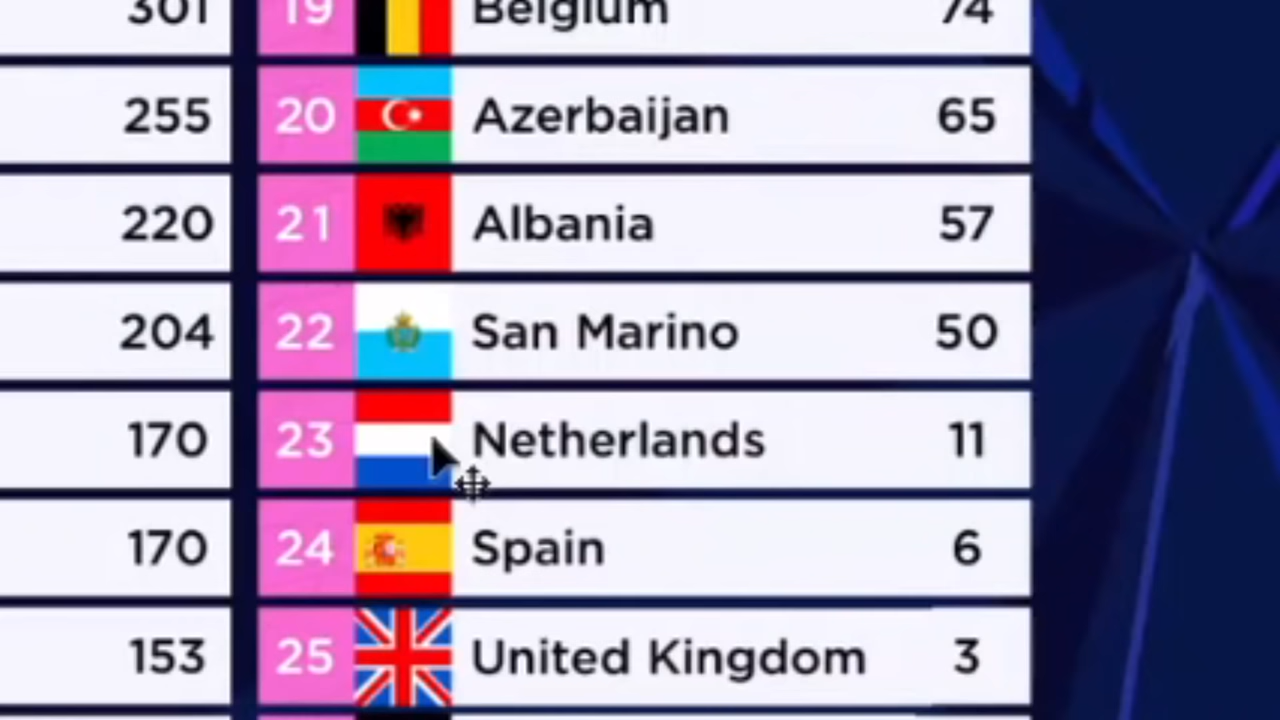 301 19 Belgium 74
255 20 Azerbaijan 65
220 21 Albania 57
204 22 San Marino 50
170 23 Netherlands 11
170 24 Spain 6
153 25 United Kingdom 3